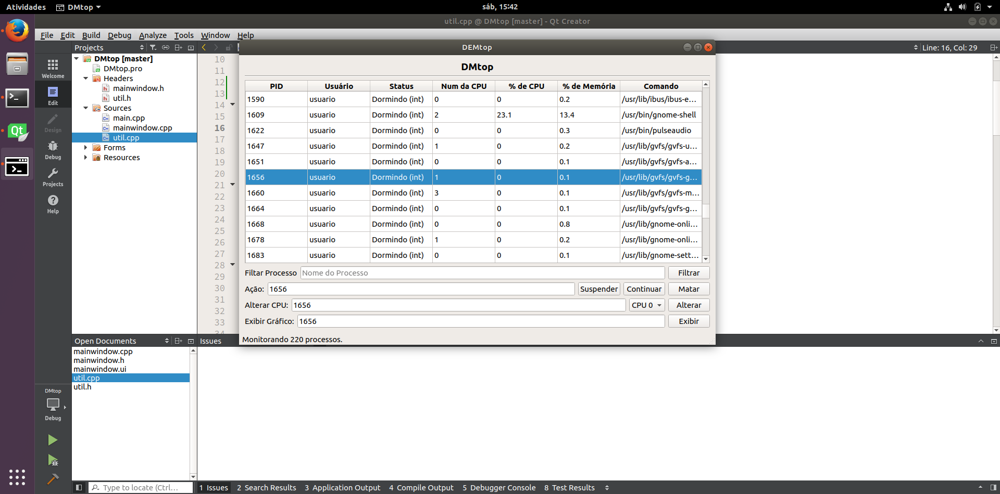 Atividades DMtop sáb, 15:42
util.cpp @ DMtop [master] - Qt Creator
File Edit Build Debug Analyze Tools Window Help
Projects
Line: 16, Col: 29
DMtop [master]
DMtop.pro
Headers
mainwindow.h
util.h
Sources
main.cpp
mainwindow.cpp
util.cpp
Forms
Resources
Welcome
Edit
Design
Debug
Projects
Help
10
11
12
13
14
15
16
17
18
19
20
21
22
23
24
25
26
27
28
29
30
31
32
33
34
DEMtop
DMtop
PID Usuário Status Num da CPU % de CPU % de Memória Comando
1590 usuario Dormindo (int) 0 0 0.2 /usr/lib/ibus/ibus-e...
1609 usuario Dormindo (int) 2 23.1 13.4 /usr/bin/gnome-shell
1622 usuario Dormindo (int) 0 0 0.3 /usr/bin/pulseaudio
1647 usuario Dormindo (int) 1 0 0.2 /usr/lib/gvfs/gvfs-u...
1651 usuario Dormindo (int) 0 0 0.1 /usr/lib/gvfs/gvfs-a...
1656 usuario Dormindo (int) 1 0 0.1 /usr/lib/gvfs/gvfs-g...
1660 usuario Dormindo (int) 3 0 0.1 /usr/lib/gvfs/gvfs-m...
1664 usuario Dormindo (int) 0 0 0.1 /usr/lib/gvfs/gvfs-g...
1668 usuario Dormindo (int) 0 0 0.8 /usr/lib/gnome-onli...
1678 usuario Dormindo (int) 1 0 0.2 /usr/lib/gnome-onli...
1683 usuario Dormindo (int) 0 0 0.1 /usr/lib/gnome-sett...
Filtar Processo Nome do Processo Filtrar
Ação: 1656 Suspender Continuar Matar
Alterar CPU: 1656 CPU 0 Alterar
Exibir Gráfico: 1656 Exibir
Monitorando 220 processos.
Open Documents
mainwindow.cpp
mainwindow.h
mainwindow.ui
util.cpp
util.h
Issues
DMtop
Debug
Type to locate (Ctrl... 1 Issues 2 Search Results 3 Application Output 4 Compile Output 5 Debugger Console 8 Test Results